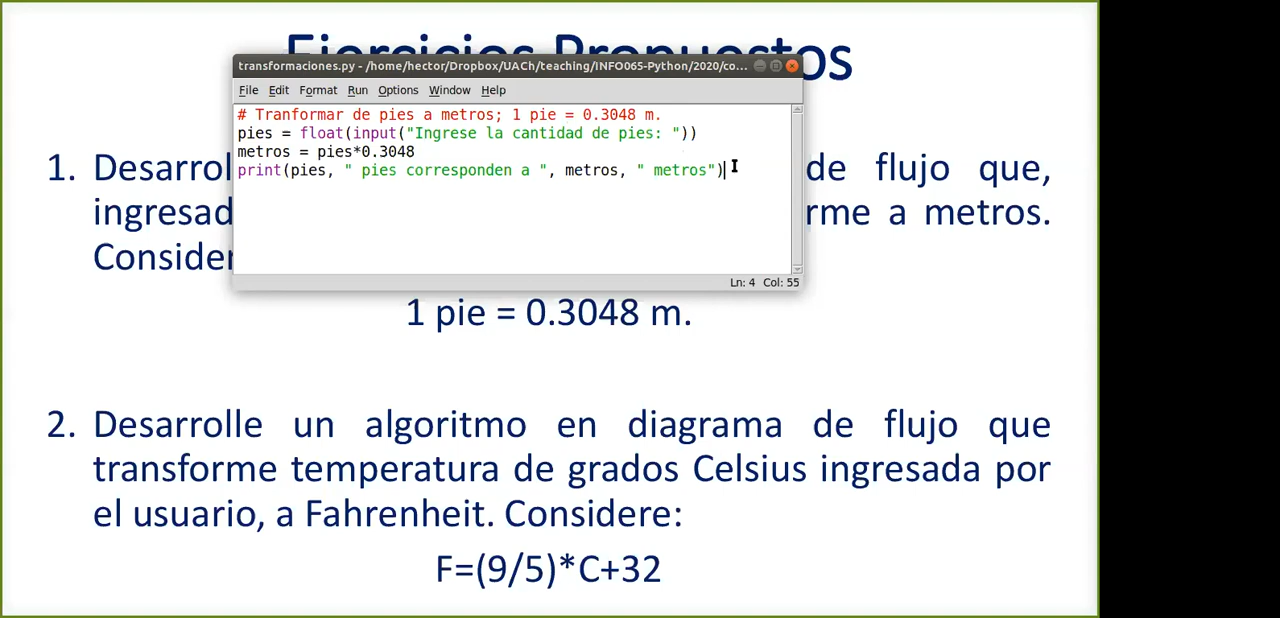 Ejercicios Propuestos
transformaciones.py - /home/hector/Dropbox/UACh/teaching/INFO065-Python/2020/co...
File Edit Format Run Options Window Help
# Tranformar de pies a metros; 1 pie = 0.3048 m.
pies = float(input("Ingrese la cantidad de pies: "))
metros = pies*0.3048
print(pies, " pies corresponden a ", metros, " metros")
Ln: 4 Col: 55
1. Desarrol de flujo que,
ingresad rme a metros.
Consider
1 pie = 0.3048 m.
2. Desarrolle un algoritmo en diagrama de flujo que
transforme temperatura de grados Celsius ingresada por
el usuario, a Fahrenheit. Considere:
F=(9/5)*C+32